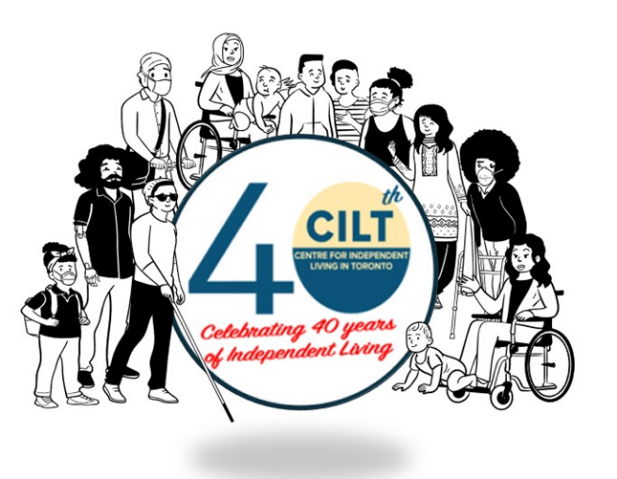 40th
CILT
CENTRE FOR INDEPENDENT
LIVING IN TORONTO
Celebrating 40 years
of Independent Living